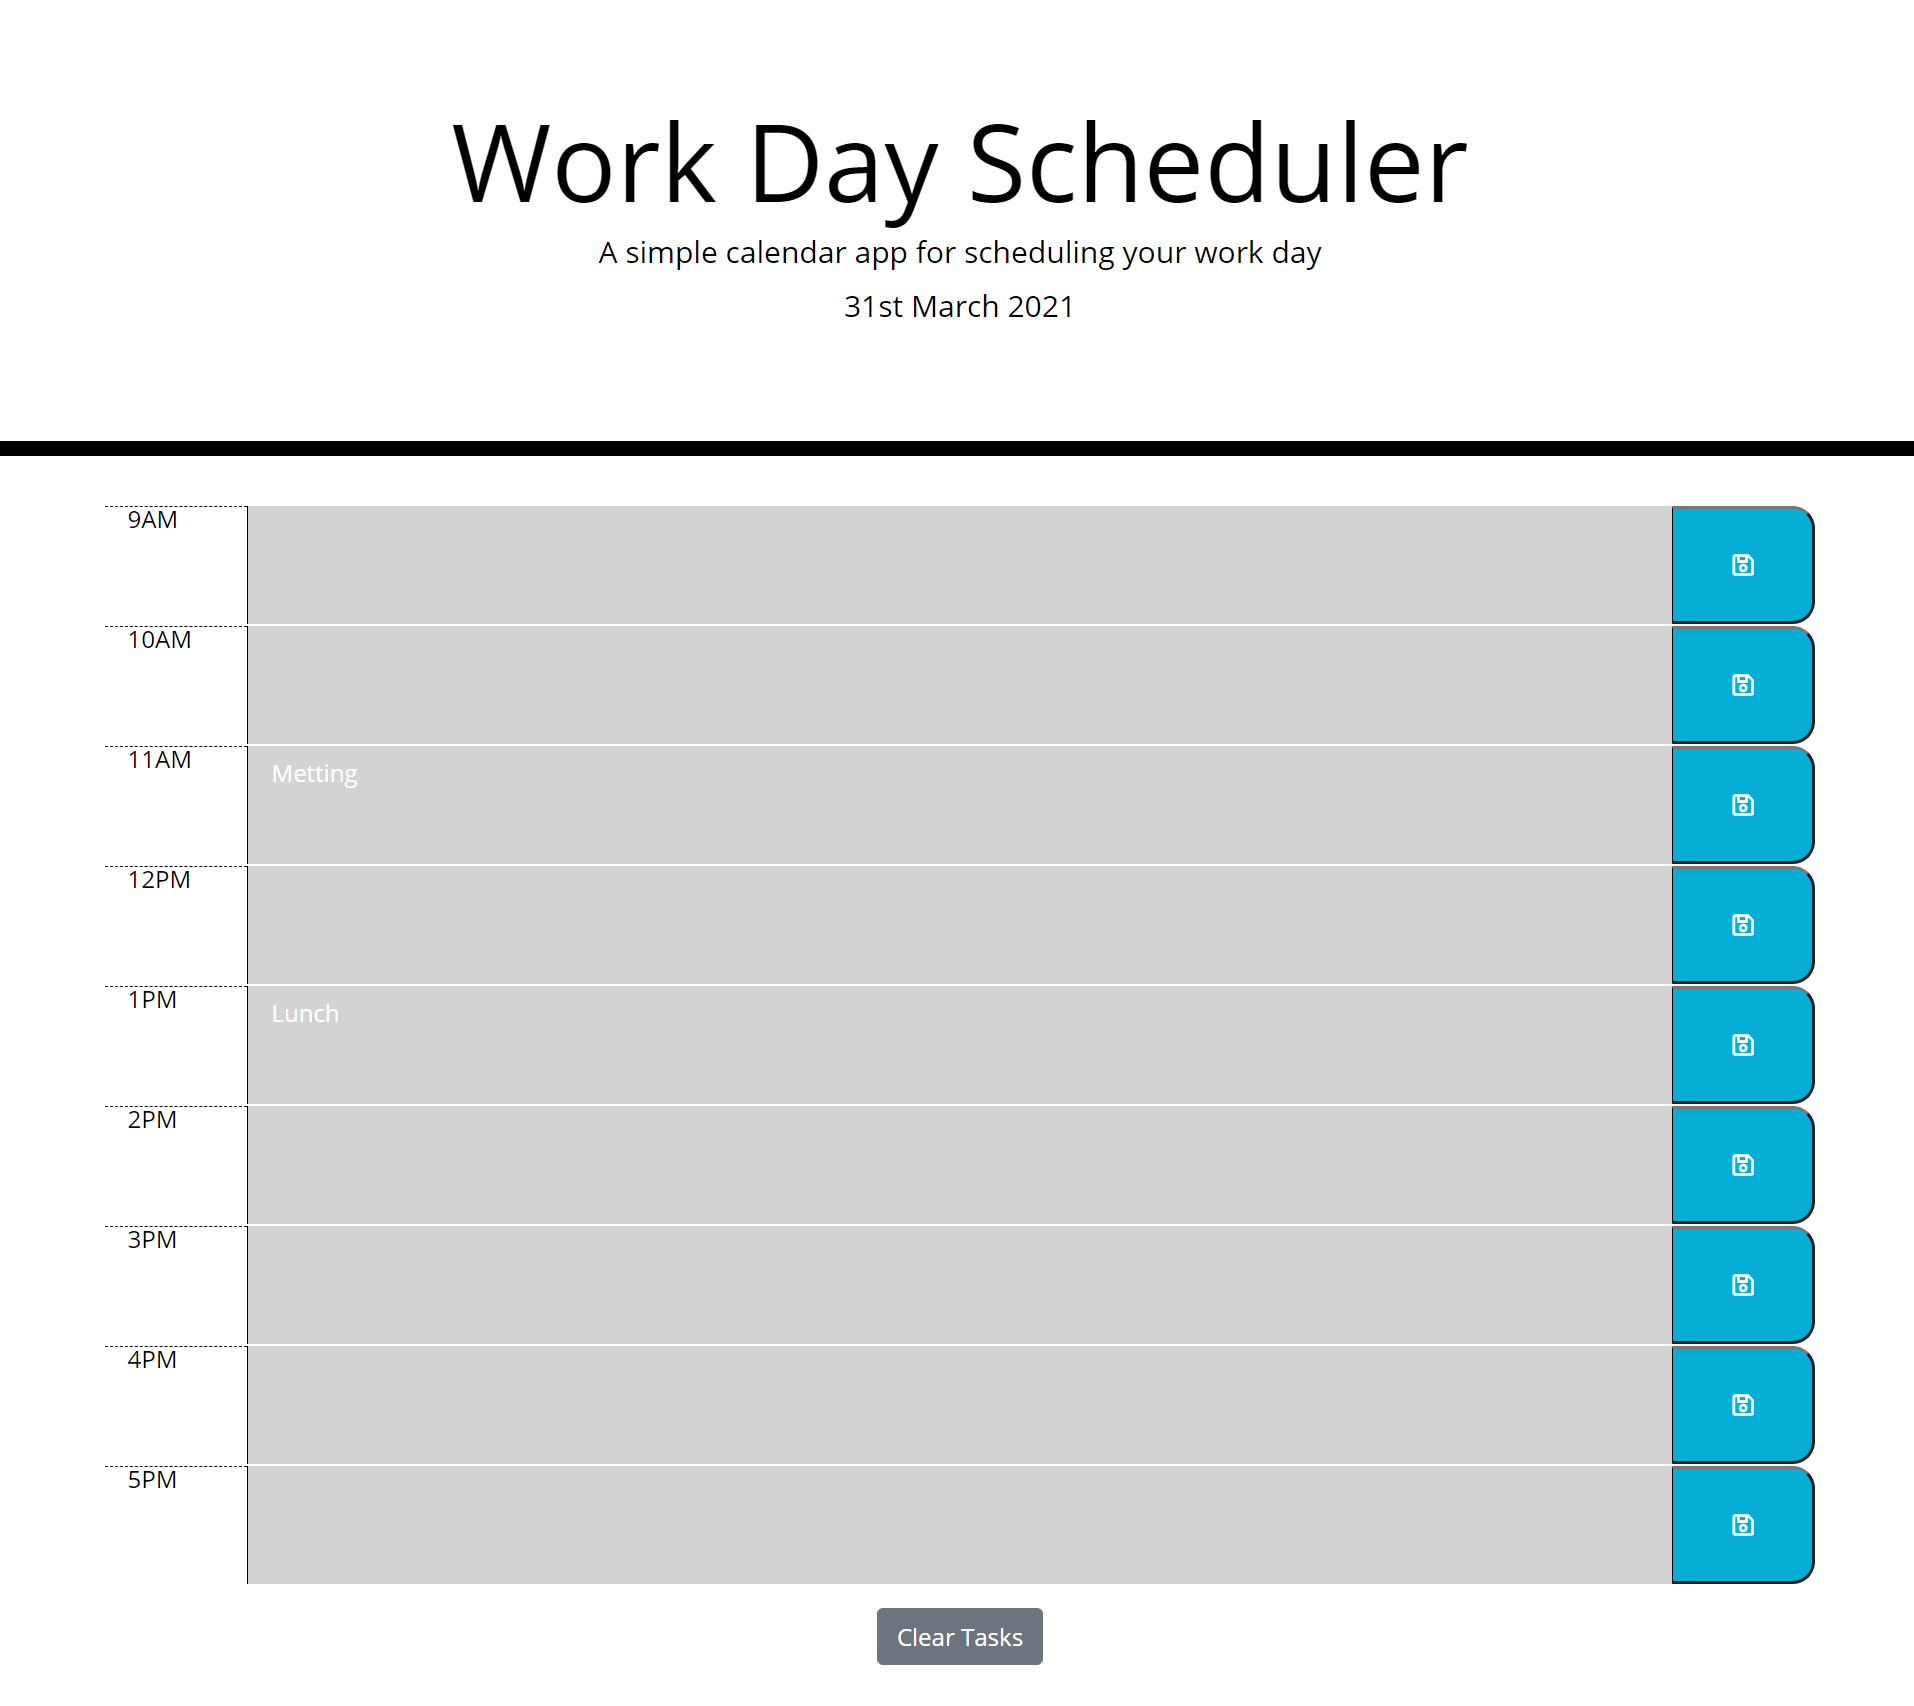 Work Day Scheduler
A simple calendar app for scheduling your work day
31st March 2021
9AM
10AM
11AM Metting
12PM
1PM Lunch
2PM
3PM
4PM
5PM
Clear Tasks